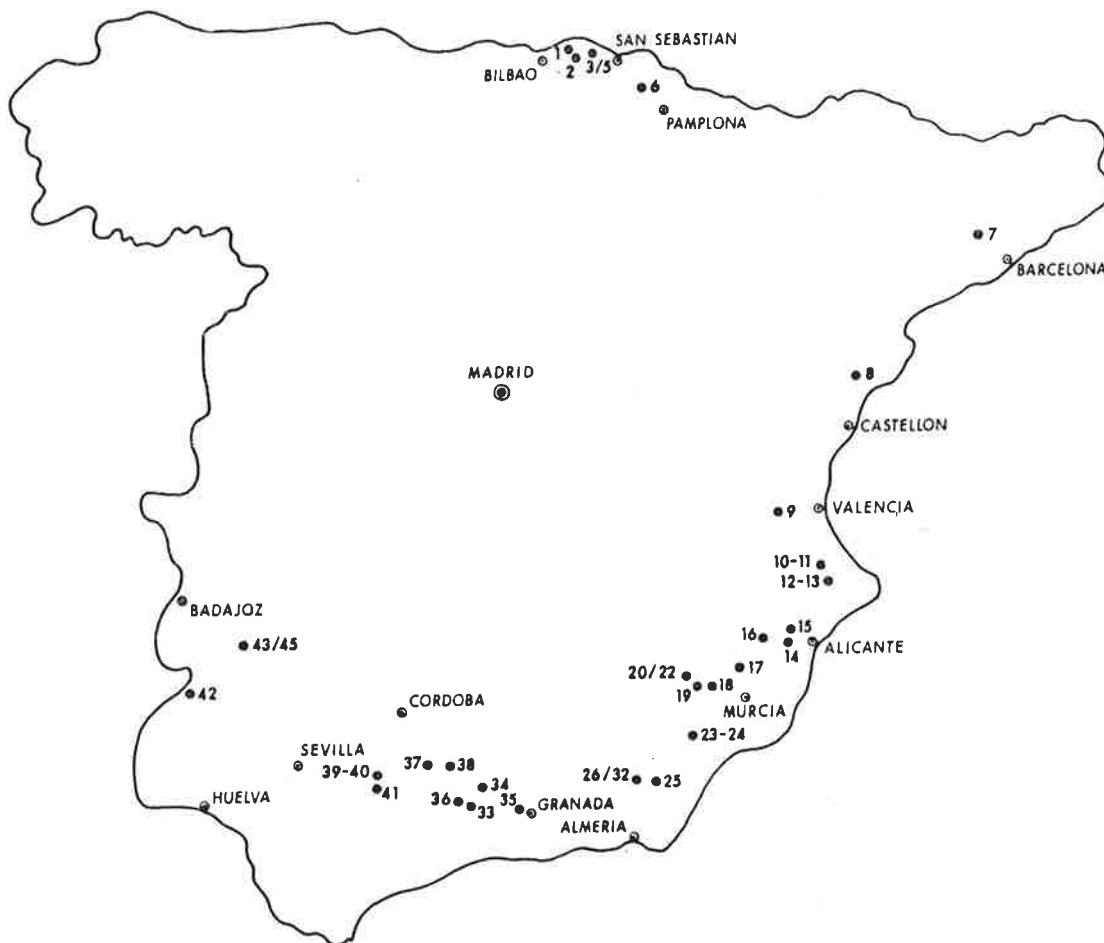 SAN SEBASTIAN
1
BILBAO
2
3/5
6
PAMPLONA
7
BARCELONA
MADRID
8
CASTELLON
9
VALENCIA
10-11
12-13
BADAJOZ
43/45
16
15
14
ALICANTE
20/22
17
19
18
MURCIA
42
CORDOBA
23-24
SEVILLA
39-40
37
38
26/32
25
41
34
HUELVA
36
33
35
GRANADA
ALMERIA